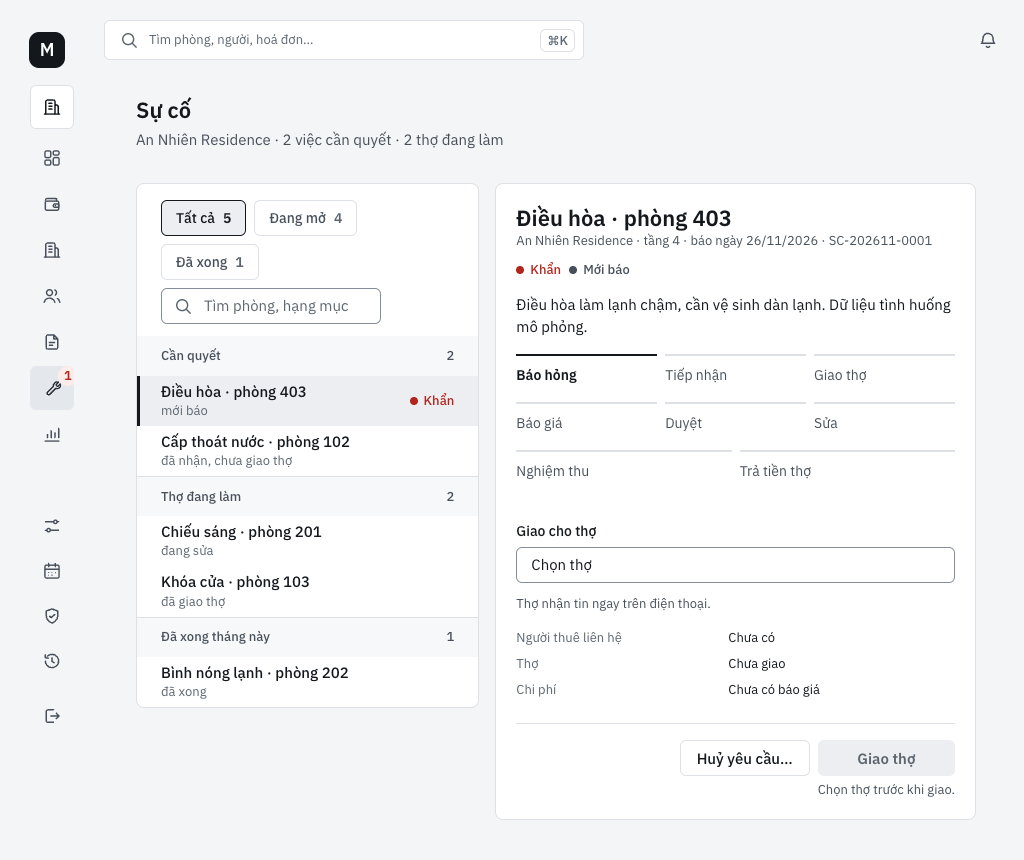 M
Tìm phòng, người, hoá đơn...
⌘K
Sự cố
An Nhiên Residence · 2 việc cần quyết · 2 thợ đang làm
Tất cả 5
Đang mở 4
Đã xong 1
Tìm phòng, hạng mục
Cần quyết 2
Điều hòa · phòng 403
mới báo
Khẩn
Cấp thoát nước · phòng 102
đã nhận, chưa giao thợ
Thợ đang làm 2
Chiếu sáng · phòng 201
đang sửa
Khóa cửa · phòng 103
đã giao thợ
Đã xong tháng này 1
Bình nóng lạnh · phòng 202
đã xong
1
Điều hòa · phòng 403
An Nhiên Residence · tầng 4 · báo ngày 26/11/2026 · SC-202611-0001
Khẩn Mới báo
Điều hòa làm lạnh chậm, cần vệ sinh dàn lạnh. Dữ liệu tình huống
mô phỏng.
Báo hỏng Tiếp nhận Giao thợ
Báo giá Duyệt Sửa
Nghiệm thu Trả tiền thợ
Giao cho thợ
Chọn thợ
Thợ nhận tin ngay trên điện thoại.
Người thuê liên hệ Chưa có
Thợ Chưa giao
Chi phí Chưa có báo giá
Huỷ yêu cầu... Giao thợ
Chọn thợ trước khi giao.